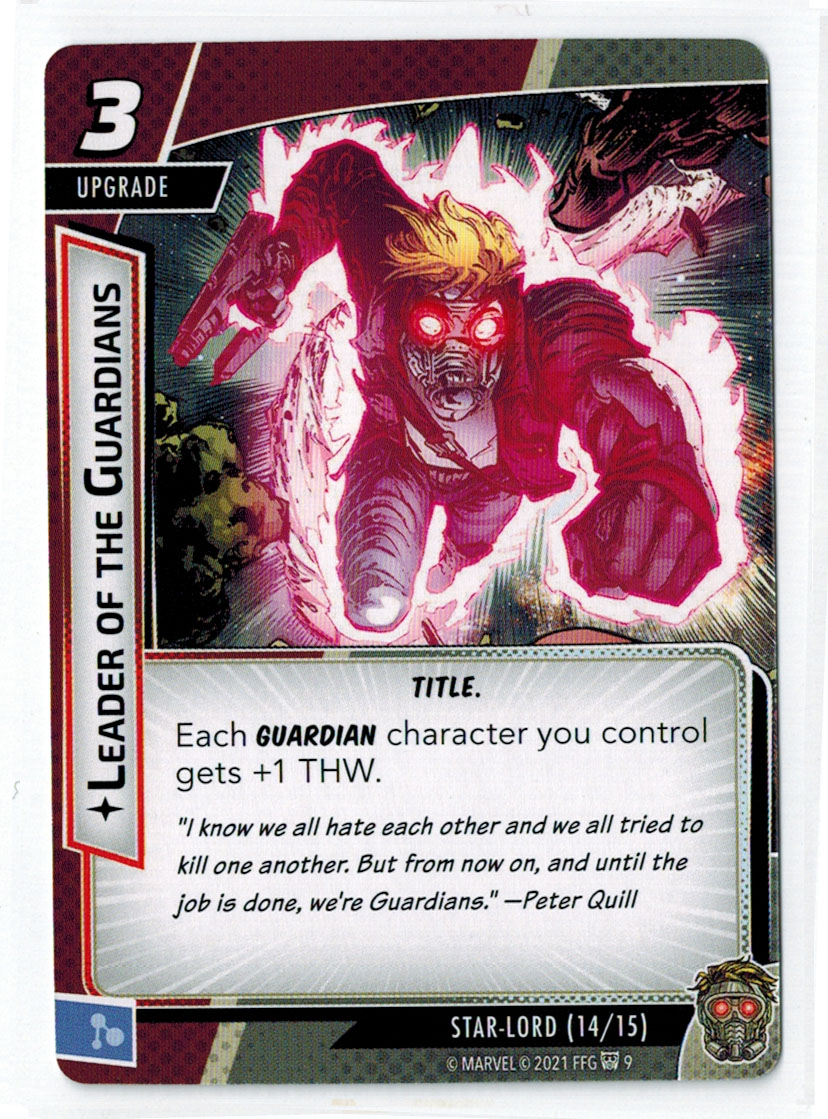 3
UPGRADE
LEADER OF THE GUARDIANS
TITLE.
Each GUARDIAN character you control
gets +1 THW.
"I know we all hate each other and we all tried to
kill one another. But from now on, and until the
job is done, we're Guardians." —Peter Quill
STAR-LORD (14/15)
© MARVEL © 2021 FFG 9